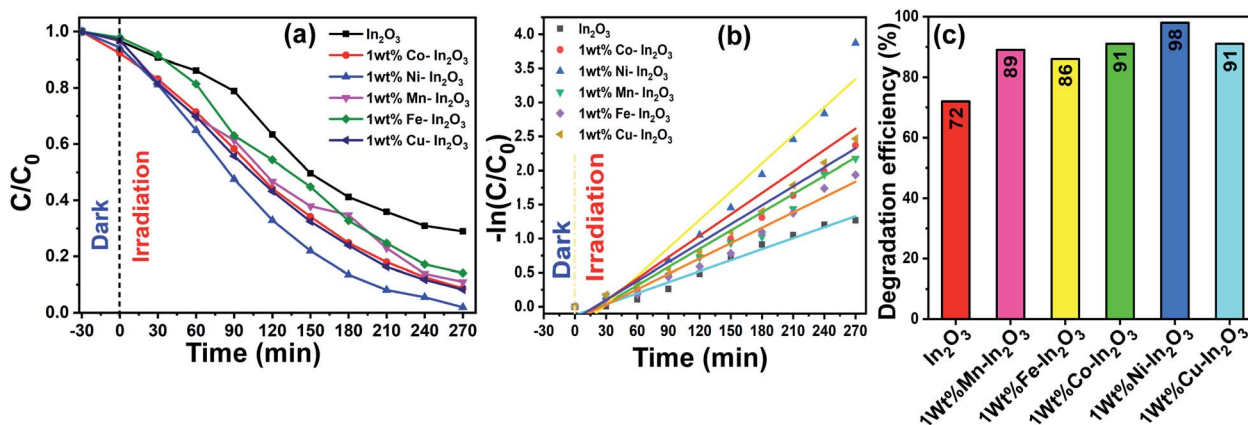 (a)
In₂O₃
1wt% Co- In₂O₃
1wt% Ni- In₂O₃
1wt% Mn- In₂O₃
1wt% Fe- In₂O₃
1wt% Cu- In₂O₃
C/C₀
1.0
0.8
0.6
0.4
0.2
0.0
Dark
Irradiation
-30 0 30 60 90 120 150 180 210 240 270
Time (min)
(b)
In₂O₃
1wt% Co- In₂O₃
1wt% Ni- In₂O₃
1wt% Mn- In₂O₃
1wt% Fe- In₂O₃
1wt% Cu- In₂O₃
-ln(C/C₀)
4.0
3.5
3.0
2.5
2.0
1.5
1.0
0.5
0.0
Dark
Irradiation
-30 0 30 60 90 120 150 180 210 240 270
Time (min)
(c)
Degradation efficiency (%)
100
80
60
40
20
0
72
89
86
91
98
91
In₂O₃
1Wt%Mn-In₂O₃
1Wt%Fe-In₂O₃
1Wt%Co-In₂O₃
1Wt%Ni-In₂O₃
1Wt%Cu-In₂O₃